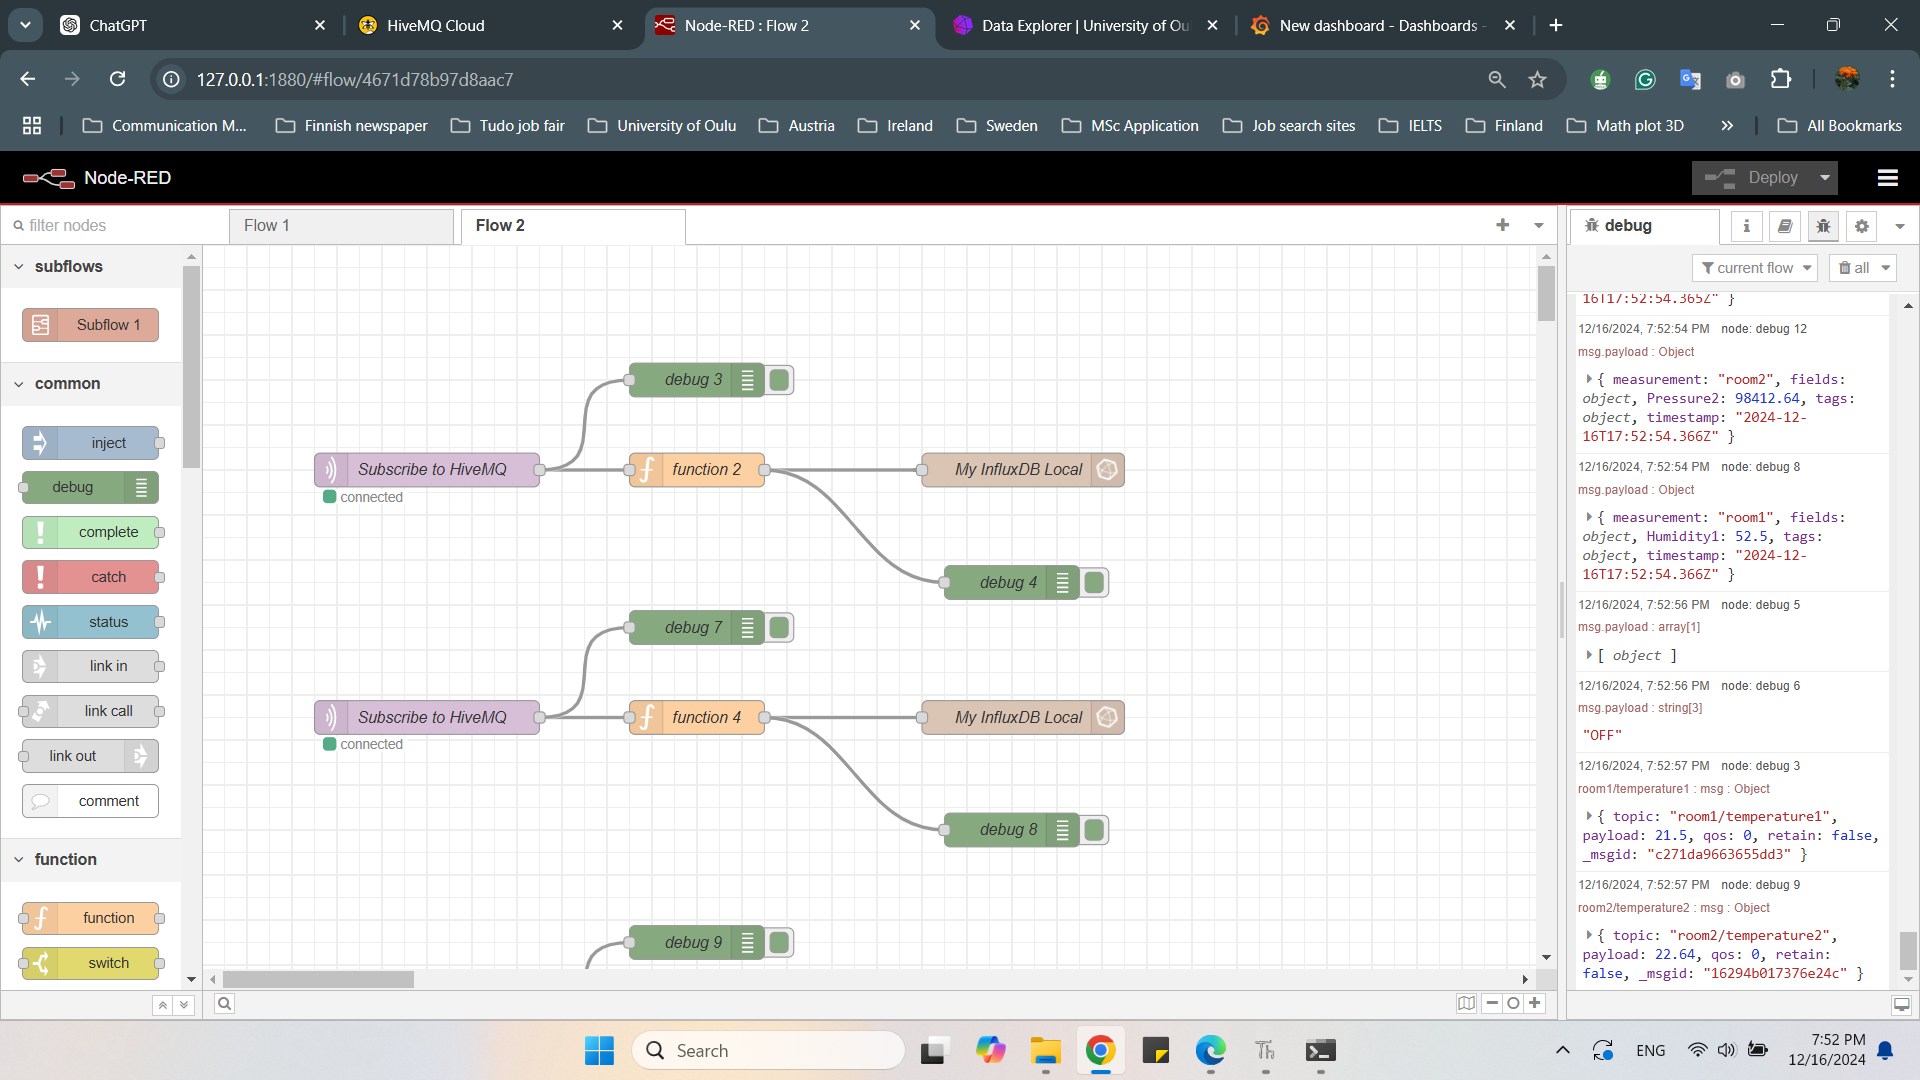 ChatGPT
HiveMQ Cloud
Node-RED : Flow 2
Data Explorer | University of Ou
New dashboard - Dashboards -
127.0.0.1:1880/#flow/4671d78b97d8aac7
Communication M...
Finnish newspaper
Tudo job fair
University of Oulu
Austria
Ireland
Sweden
MSc Application
Job search sites
IELTS
Finland
Math plot 3D
»
All Bookmarks
Node-RED
Deploy
filter nodes
Flow 1
Flow 2
debug
current flow
all
subflows
Subflow 1
common
inject
debug
complete
catch
status
link in
link call
link out
comment
function
function
switch
debug 3
Subscribe to HiveMQ
connected
function 2
My InfluxDB Local
debug 4
debug 7
Subscribe to HiveMQ
connected
function 4
My InfluxDB Local
debug 8
debug 9
16T17:52:54.365Z" }
12/16/2024, 7:52:54 PM node: debug 12
msg.payload : Object
{ measurement: "room2", fields:
object, Pressure2: 98412.64, tags:
object, timestamp: "2024-12-
16T17:52:54.366Z" }
12/16/2024, 7:52:54 PM node: debug 8
msg.payload : Object
{ measurement: "room1", fields:
object, Humidity1: 52.5, tags:
object, timestamp: "2024-12-
16T17:52:54.366Z" }
12/16/2024, 7:52:56 PM node: debug 5
msg.payload : array[1]
[ object ]
12/16/2024, 7:52:56 PM node: debug 6
msg.payload : string[3]
"OFF"
12/16/2024, 7:52:57 PM node: debug 3
room1/temperature1 : msg : Object
{ topic: "room1/temperature1",
payload: 21.5, qos: 0, retain: false,
_msgid: "c271da9663655dd3" }
12/16/2024, 7:52:57 PM node: debug 9
room2/temperature2 : msg : Object
{ topic: "room2/temperature2",
payload: 22.64, qos: 0, retain:
false, _msgid: "16294b017376e24c" }
Search
Th
ENG
7:52 PM
12/16/2024